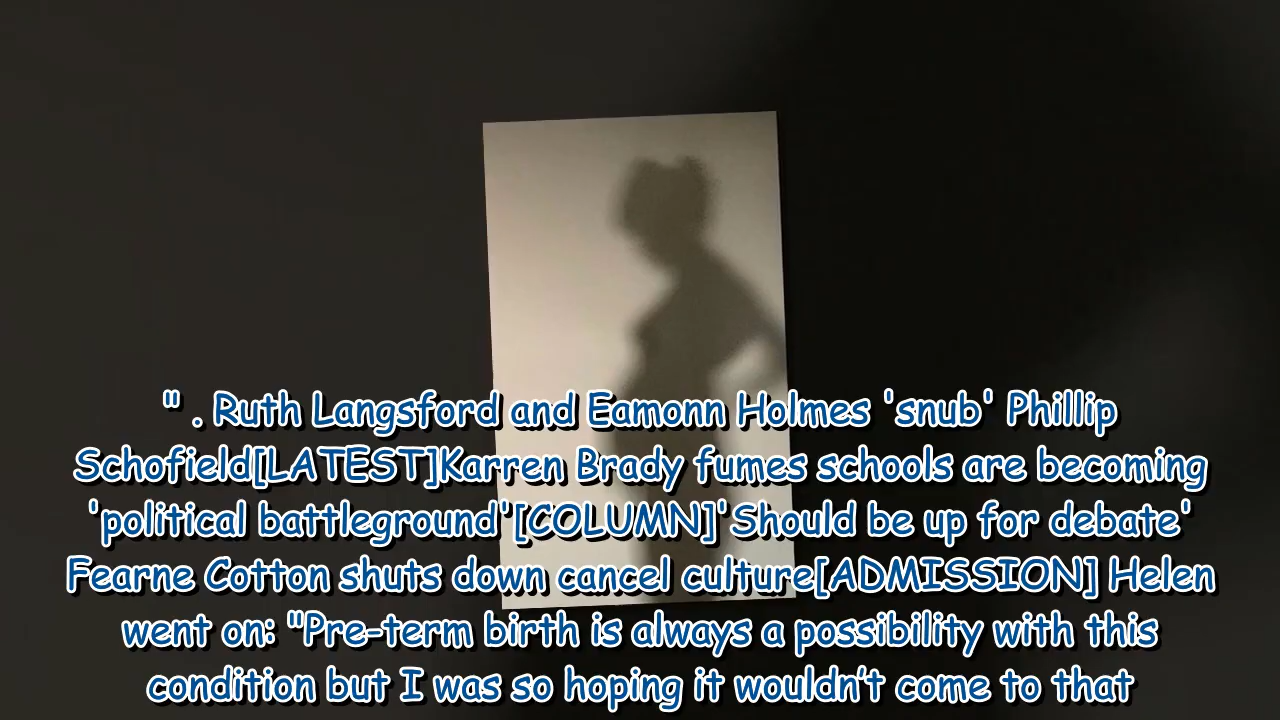 " . Ruth Langsford and Eamonn Holmes 'snub' Phillip
Schofield[LATEST]Karren Brady fumes schools are becoming
'political battleground'[COLUMN]'Should be up for debate'
Fearne Cotton shuts down cancel culture[ADMISSION] Helen
went on: "Pre-term birth is always a possibility with this
condition but I was so hoping it wouldn’t come to that